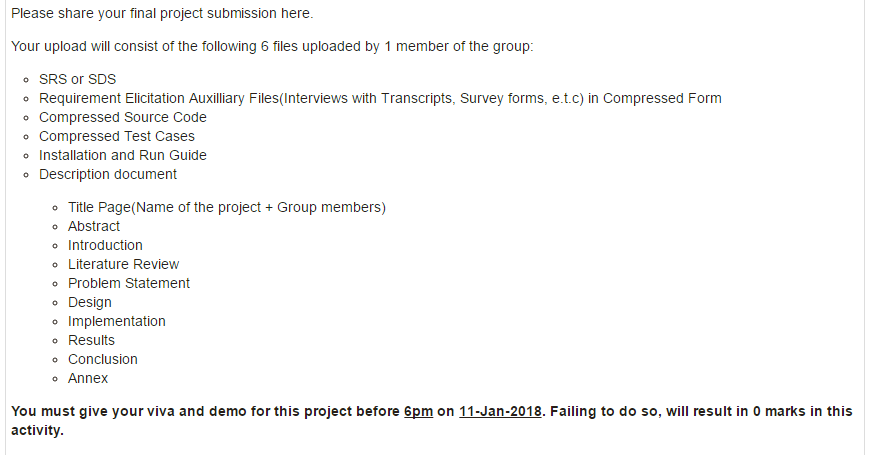 Please share your final project submission here.
Your upload will consist of the following 6 files uploaded by 1 member of the group:
SRS or SDS
Requirement Elicitation Auxilliary Files(Interviews with Transcripts, Survey forms, e.t.c) in Compressed Form
Compressed Source Code
Compressed Test Cases
Installation and Run Guide
Description document
Title Page(Name of the project + Group members)
Abstract
Introduction
Literature Review
Problem Statement
Design
Implementation
Results
Conclusion
Annex
You must give your viva and demo for this project before 6pm on 11-Jan-2018. Failing to do so, will result in 0 marks in this
activity.